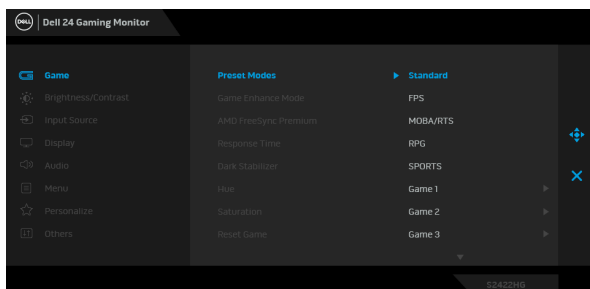 DELL
Dell 24 Gaming Monitor
Game
Brightness/Contrast
Input Source
Display
Audio
Menu
Personalize
Others
Preset Modes
Game Enhance Mode
AMD FreeSync Premium
Response Time
Dark Stabilizer
Hue
Saturation
Reset Game
Standard
FPS
MOBA/RTS
RPG
SPORTS
Game 1
Game 2
Game 3
S2422HG